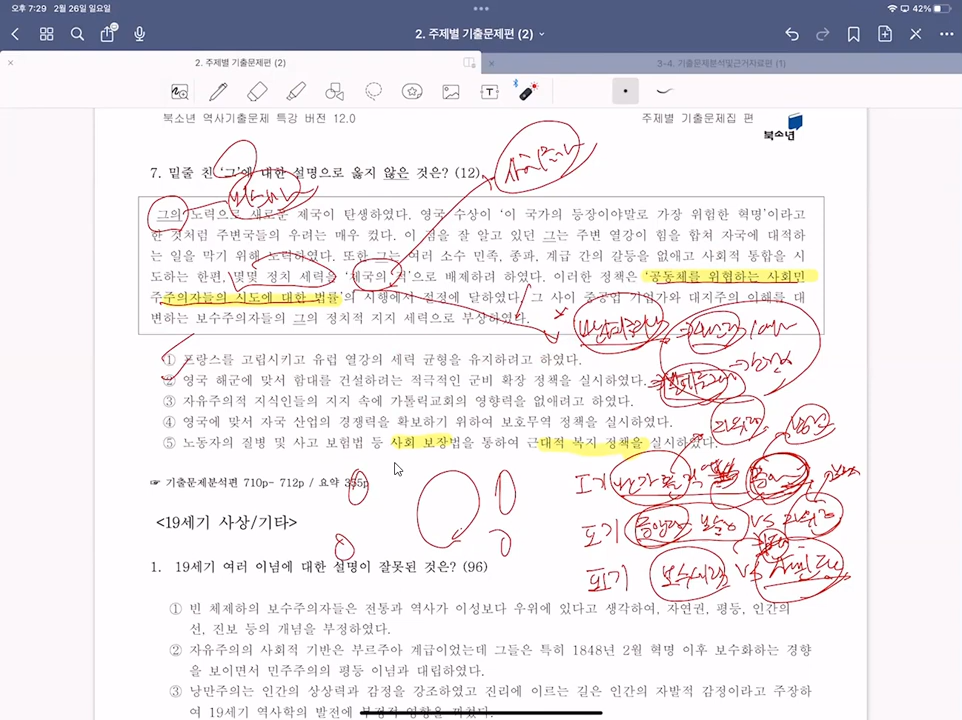 오후 7:29 2월 26일 일요일
42%
2. 주제별 기출문제편 (2)
2. 주제별 기출문제편 (2)
3-4. 기출문제분석및근거자료편 (1)
북소년 역사기출문제 특강 버전 12.0
주제별 기출문제집 편
북소년
7. 밑줄 친 '그'에 대한 설명으로 옳지 않은 것은? (12)
비스마르크
사회민주당
그의 노력으로 새로운 제국이 탄생하였다. 영국 수상이 '이 국가의 등장이야말로 가장 위험한 혁명'이라고
한 것처럼 주변국들의 우려는 매우 컸다. 이 점을 잘 알고 있던 그는 주변 열강이 힘을 합쳐 자국에 대적하
는 일을 막기 위해 노력하였다. 또한 그는 여러 소수 민족, 종파, 계급 간의 갈등을 없애고 사회적 통합을 시
도하는 한편, 몇몇 정치 세력을 '제국의 적'으로 배제하려 하였다. 이러한 정책은 '공동체를 위협하는 사회민
주주의자들의 시도에 대한 법률'의 시행에서 절정에 달하였다. 그 사이 중공업 기업가와 대지주의 이해를 대
변하는 보수주의자들의 그의 정치적 지지 세력으로 부상하였다.
① 프랑스를 고립시키고 유럽 열강의 세력 균형을 유지하려고 하였다.
② 영국 해군에 맞서 함대를 건설하려는 적극적인 군비 확장 정책을 실시하였다.
③ 자유주의적 지식인들의 지지 속에 가톨릭교회의 영향력을 없애려고 하였다.
④ 영국에 맞서 자국 산업의 경쟁력을 확보하기 위하여 보호무역 정책을 실시하였다.
⑤ 노동자의 질병 및 사고 보험법 등 사회 보장법을 통하여 근대적 복지 정책을 실시하였다.
초기
vs
초기
vs
후기 보수세력 vs
☞ 기출문제분석편 710p- 712p / 요약 355p
<19세기 사상/기타>
1. 19세기 여러 이념에 대한 설명이 잘못된 것은? (96)
① 빈 체제하의 보수주의자들은 전통과 역사가 이성보다 우위에 있다고 생각하여, 자연권, 평등, 인간의
선, 진보 등의 개념을 부정하였다.
② 자유주의의 사회적 기반은 부르주아 계급이었는데 그들은 특히 1848년 2월 혁명 이후 보수화하는 경향
을 보이면서 민주주의의 평등 이념과 대립하였다.
③ 낭만주의는 인간의 상상력과 감정을 강조하였고 진리에 이르는 길은 인간의 자발적 감정이라고 주장하
여 19세기 역사학의 발전에 부정적 영향을 미쳤다.